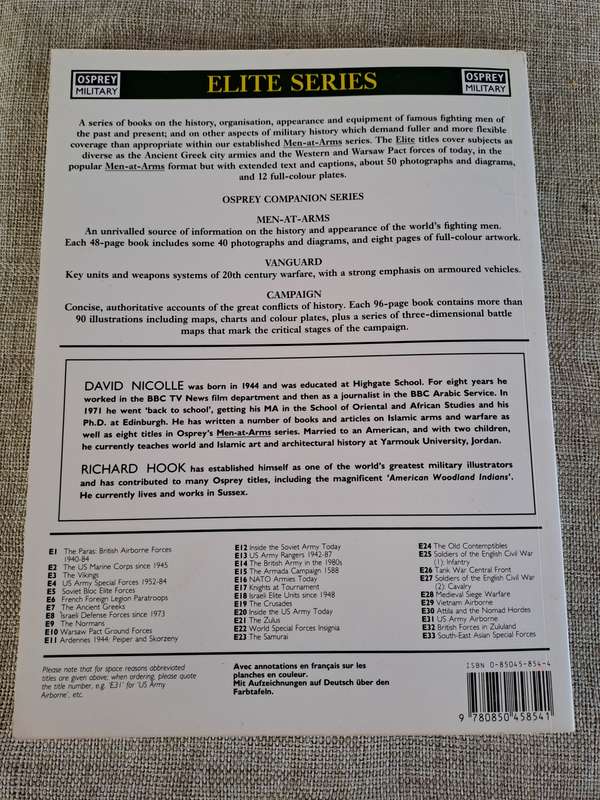 OSPREY
MILITARY
ELITE SERIES
OSPREY
MILITARY
A series of books on the history, organisation, appearance and equipment of famous fighting men of
the past and present; and on other aspects of military history which demand fuller and more flexible
coverage than appropriate within our established Men-at-Arms series. The Elite titles cover subjects as
diverse as the Ancient Greek city armies and the Western and Warsaw Pact forces of today, in the
popular Men-at-Arms format but with extended text and captions, about 50 photographs and diagrams,
and 12 full-colour plates.
OSPREY COMPANION SERIES
MEN-AT-ARMS
An unrivalled source of information on the history and appearance of the world's fighting men.
Each 48-page book includes some 40 photographs and diagrams, and eight pages of full-colour artwork.
VANGUARD
Key units and weapons systems of 20th century warfare, with a strong emphasis on armoured vehicles.
CAMPAIGN
Concise, authoritative accounts of the great conflicts of history. Each 96-page book contains more than
90 illustrations including maps, charts and colour plates, plus a series of three-dimensional battle
maps that mark the critical stages of the campaign.
DAVID NICOLLE was born in 1944 and was educated at Highgate School. For eight years he
worked in the BBC TV News film department and then as a journalist in the BBC Arabic Service. In
1971 he went 'back to school', getting his MA in the School of Oriental and African Studies and his
Ph.D. at Edinburgh. He has written a number of books and articles on Islamic arms and warfare as
well as eight titles in Osprey's Men-at-Arms series. Married to an American, and with two children,
he currently teaches world and Islamic art and architectural history at Yarmouk University, Jordan.
RICHARD HOOK has established himself as one of the world's greatest military illustrators
and has contributed to many Osprey titles, including the magnificent 'American Woodland Indians'.
He currently lives and works in Sussex.
E1 The Paras: British Airborne Forces
1940-84
E2 The US Marine Corps since 1945
E3 The Vikings
E4 US Army Special Forces 1952-84
E5 Soviet Bloc Elite Forces
E6 French Foreign Legion Paratroops
E7 The Ancient Greeks
E8 Israeli Defense Forces since 1973
E9 The Normans
E10 Warsaw Pact Ground Forces
E11 Ardennes 1944: Peiper and Skorzeny
E12 Inside the Soviet Army Today
E13 US Army Rangers 1942-87
E14 The British Army in the 1980s
E15 The Armada Campaign 1588
E16 NATO Armies Today
E17 Knights at Tournament
E18 Israeli Elite Units since 1948
E19 The Crusades
E20 Inside the US Army Today
E21 The Zulus
E22 World Special Forces Insignia
E23 The Samurai
E24 The Old Contemptibles
E25 Soldiers of the English Civil War
(1): Infantry
E26 Tank War Central Front
E27 Soldiers of the English Civil War
(2): Cavalry
E28 Medieval Siege Warfare
E29 Vietnam Airborne
E30 Attila and the Nomad Hordes
E31 US Army Airborne
E32 British Forces in Zululand
E33 South-East Asian Special Forces
Please note that for space reasons abbreviated
titles are given above; when ordering, please quote
the title number, e.g. 'E31' for 'US Army
Airborne', etc.
Avec annotations en français sur les
planches en couleur.
Mit Aufzeichnungen auf Deutsch über den
Farbtafeln.
ISBN 0-85045-854-4
9 780850 458541